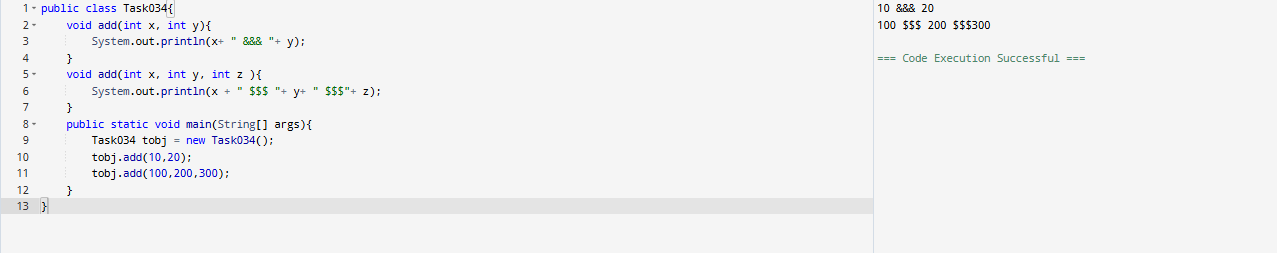 1 public class Task034{
2 void add(int x, int y){
3 System.out.println(x+ " &&& "+ y);
4 }
5 void add(int x, int y, int z ){
6 System.out.println(x + " $$$ "+ y+ " $$$"+ z);
7 }
8 public static void main(String[] args){
9 Task034 tobj = new Task034();
10 tobj.add(10,20);
11 tobj.add(100,200,300);
12 }
13 }
10 &&& 20
100 $$$ 200 $$$300
=== Code Execution Successful ===